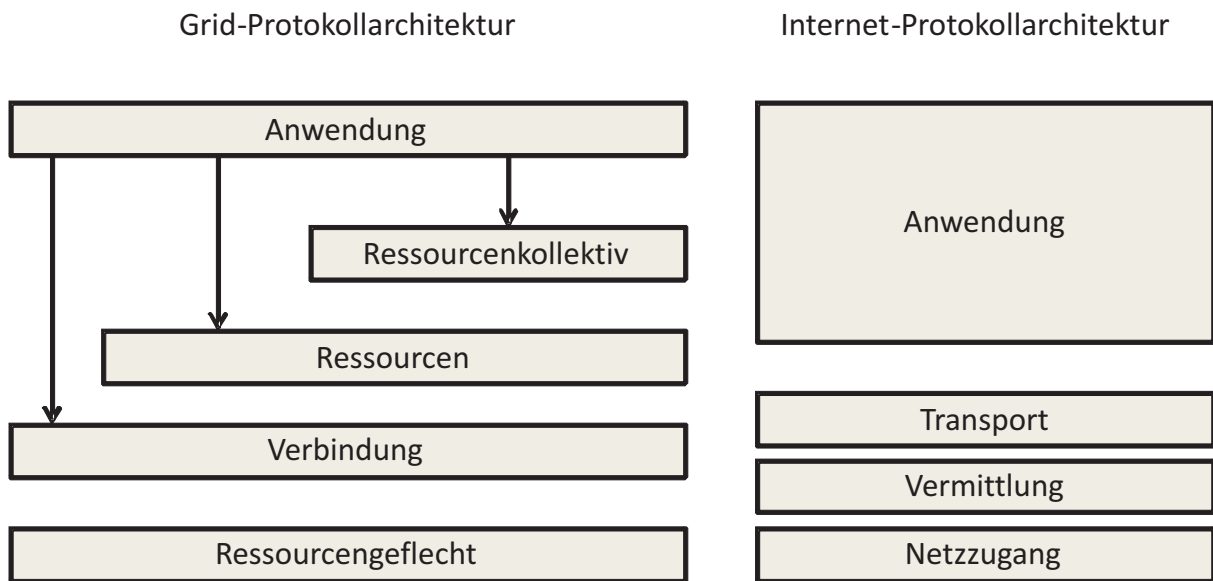 Grid-Protokollarchitektur
Anwendung
Ressourcenkollektiv
Ressourcen
Verbindung
Ressourcengeflecht
Internet-Protokollarchitektur
Anwendung
Transport
Vermittlung
Netzzugang